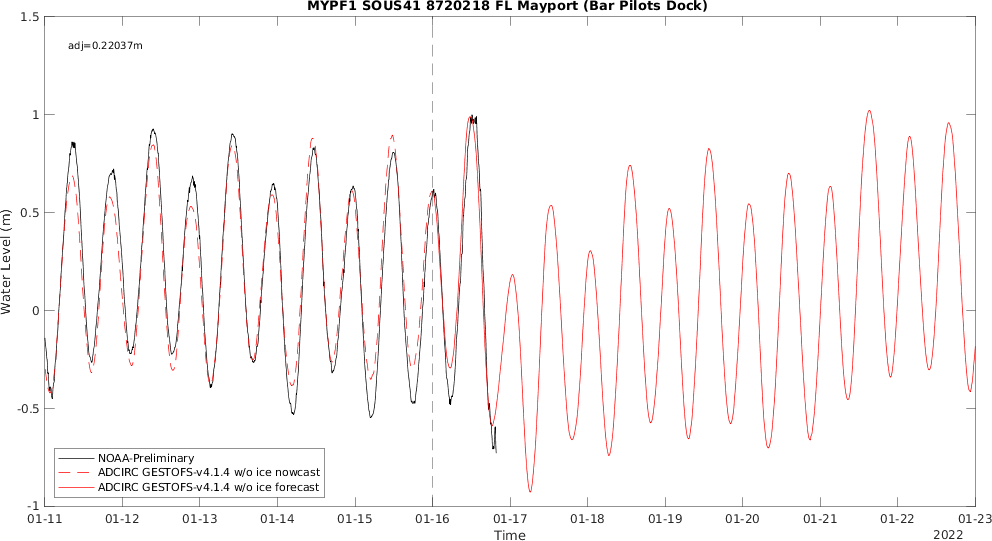 MYPF1 SOUS41 8720218 FL Mayport (Bar Pilots Dock)
1.5
adj=0.22037m
1
0.5
Water Level (m)
0
-0.5
NOAA-Preliminary
ADCIRC GESTOFS-v4.1.4 w/o ice nowcast
ADCIRC GESTOFS-v4.1.4 w/o ice forecast
-1
01-11 01-12 01-13 01-14 01-15 01-16 01-17 01-18 01-19 01-20 01-21 01-22 01-23
Time
2022